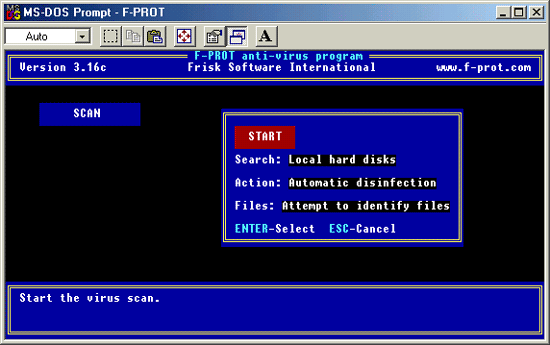 MS-DOS Prompt - F-PROT
Auto
A
F-PROT anti-virus program
Version 3.16c Frisk Software International www.f-prot.com
SCAN
START
Search: Local hard disks
Action: Automatic disinfection
Files: Attempt to identify files
ENTER-Select ESC-Cancel
Start the virus scan.